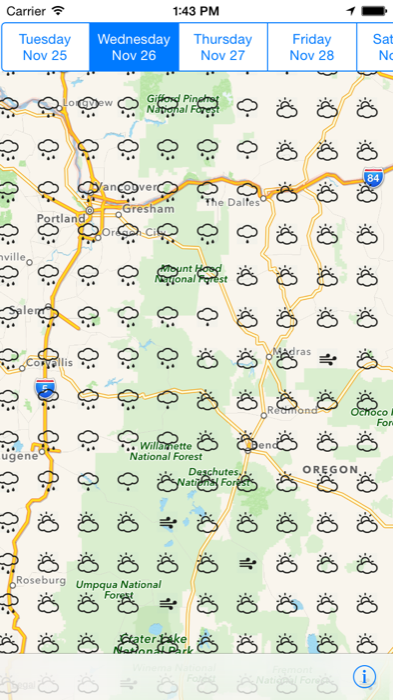 Carrier 1:43 PM
Tuesday Nov 25
Wednesday Nov 26
Thursday Nov 27
Friday Nov 28
Sat
No
Longview
Gifford Pinchot
National Forest
84
Vancouver
The Dalles
Portland
Gresham
Oregon City
nville
Mount Hood
National Forest
Salem
Madras
Corvallis
5
Redmond
Ochoco
For
Willamette
National Forest
Bend
ugene
Deschutes
National Forest
OREGON
Roseburg
Umpqua National
Forest
Crater Lake
National Park
i